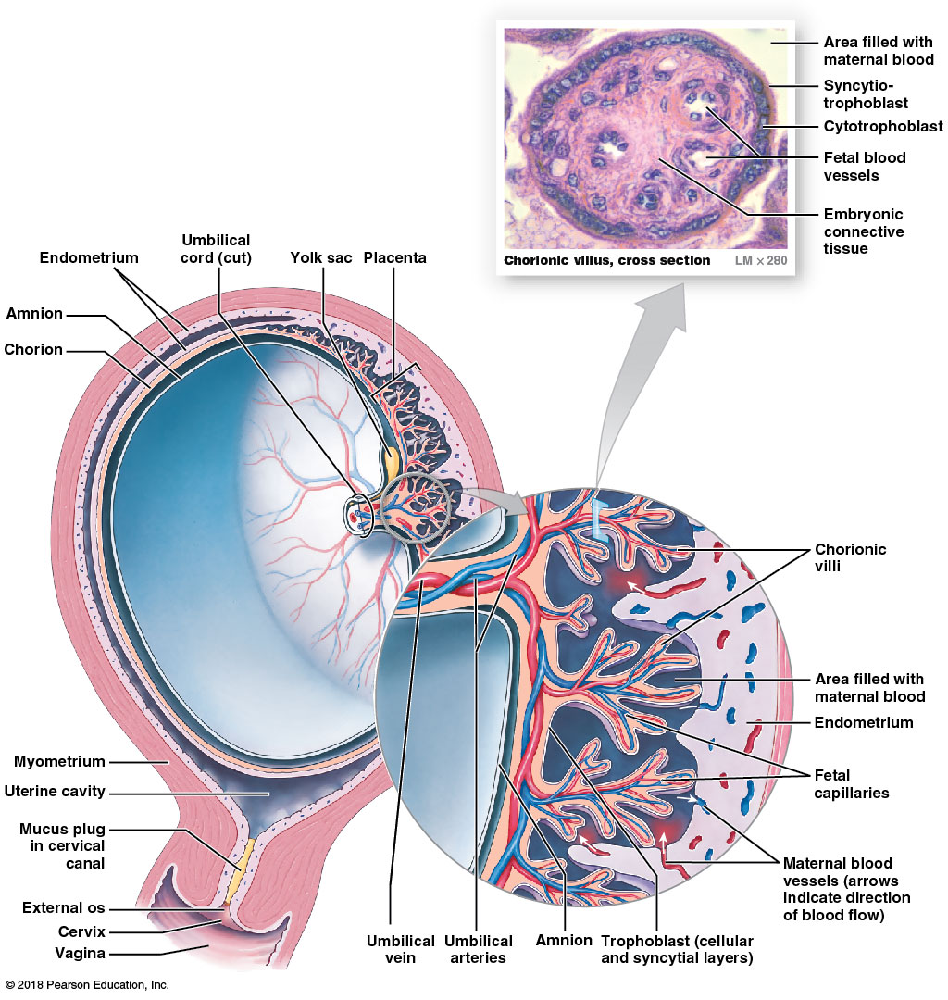 Area filled with
maternal blood
Syncytio-
trophoblast
Cytotrophoblast
Fetal blood
vessels
Embryonic
connective
tissue
Chorionic villus, cross section
LM × 280
Endometrium
Umbilical
cord (cut)
Yolk sac
Placenta
Amnion
Chorion
Chorionic
villi
Area filled with
maternal blood
Endometrium
Fetal
capillaries
Maternal blood
vessels (arrows
indicate direction
of blood flow)
Myometrium
Uterine cavity
Mucus plug
in cervical
canal
External os
Cervix
Vagina
Umbilical
vein
Umbilical
arteries
Amnion
Trophoblast (cellular
and syncytial layers)
© 2018 Pearson Education, Inc.